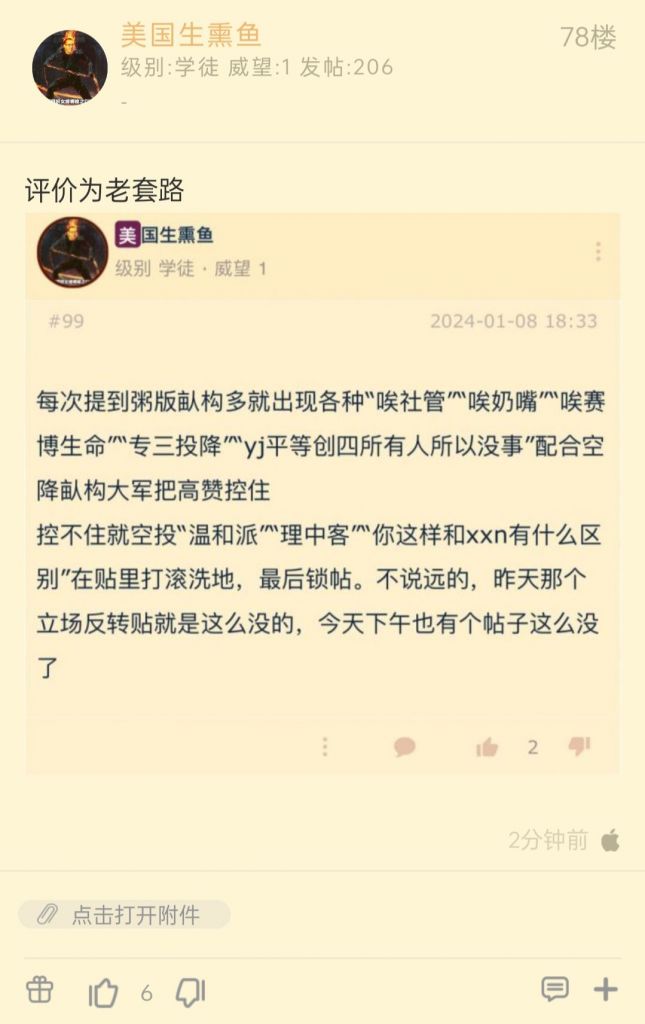 美国生熏鱼
78楼
级别:学徒 威望:1 发帖:206
-
评价为老套路
美国生熏鱼
级别 学徒 · 威望 1
#99
2024-01-08 18:33
每次提到粥版畒构多就出现各种“唉社管”“唉奶嘴”“唉赛
博生命”“专三投降”“yj平等创四所有人所以没事”配合空
降畒构大军把高赞控住
控不住就空投“温和派”“理中客”“你这样和xxn有什么区
别”在贴里打滚洗地，最后锁帖。不说远的，昨天那个
立场反转贴就是这么没的，今天下午也有个帖子这么没
了
2
2分钟前
点击打开附件
6